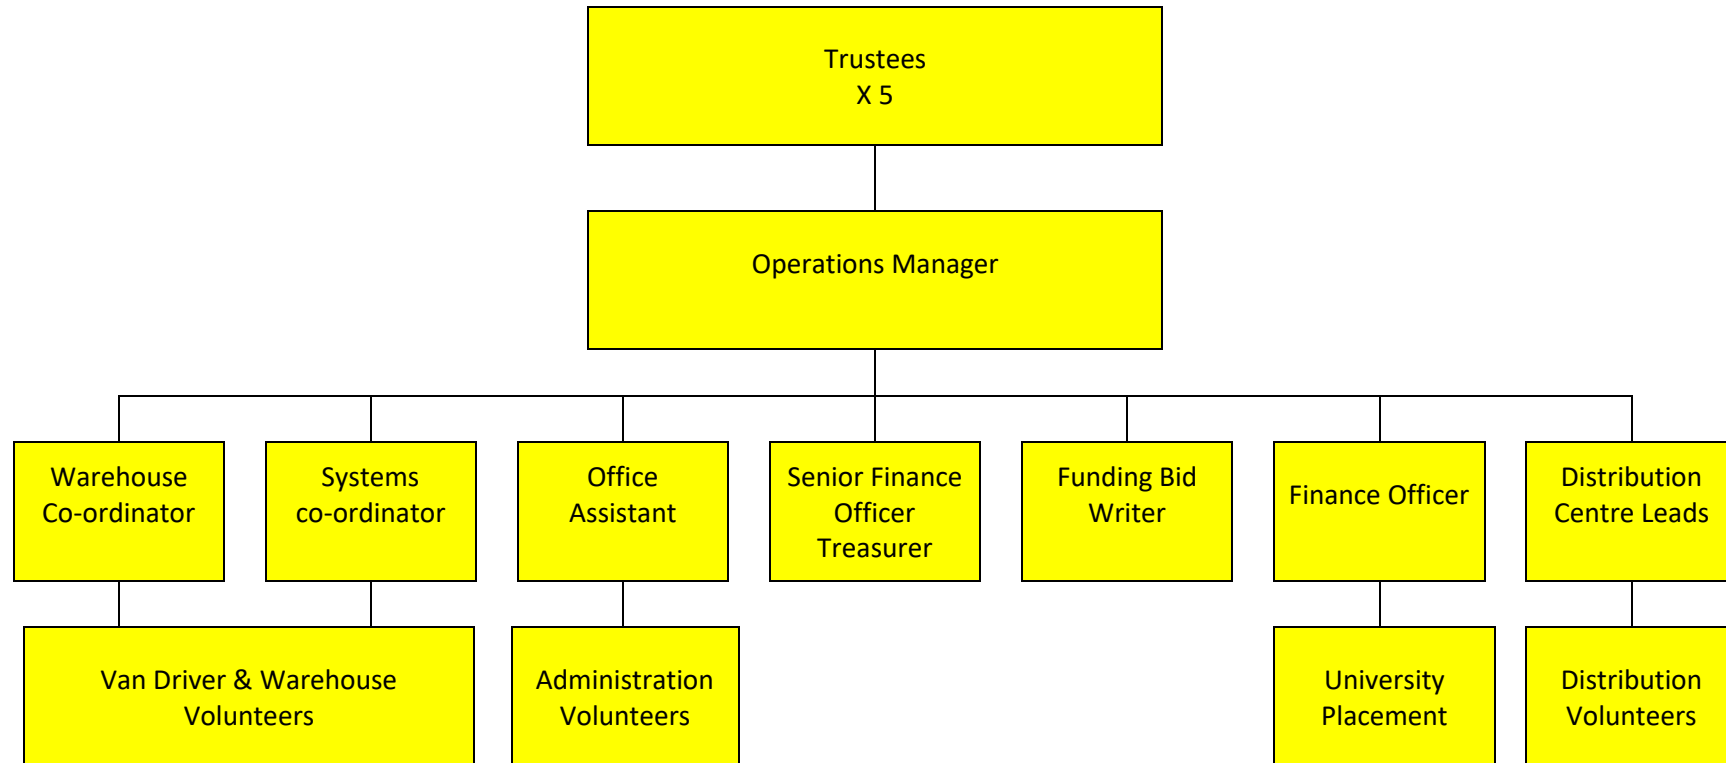 Trustees
X 5
Operations Manager
Warehouse
Co-ordinator
Systems
co-ordinator
Office
Assistant
Senior Finance
Officer
Treasurer
Funding Bid
Writer
Finance Officer
Distribution
Centre Leads
Van Driver & Warehouse
Volunteers
Administration
Volunteers
University
Placement
Distribution
Volunteers